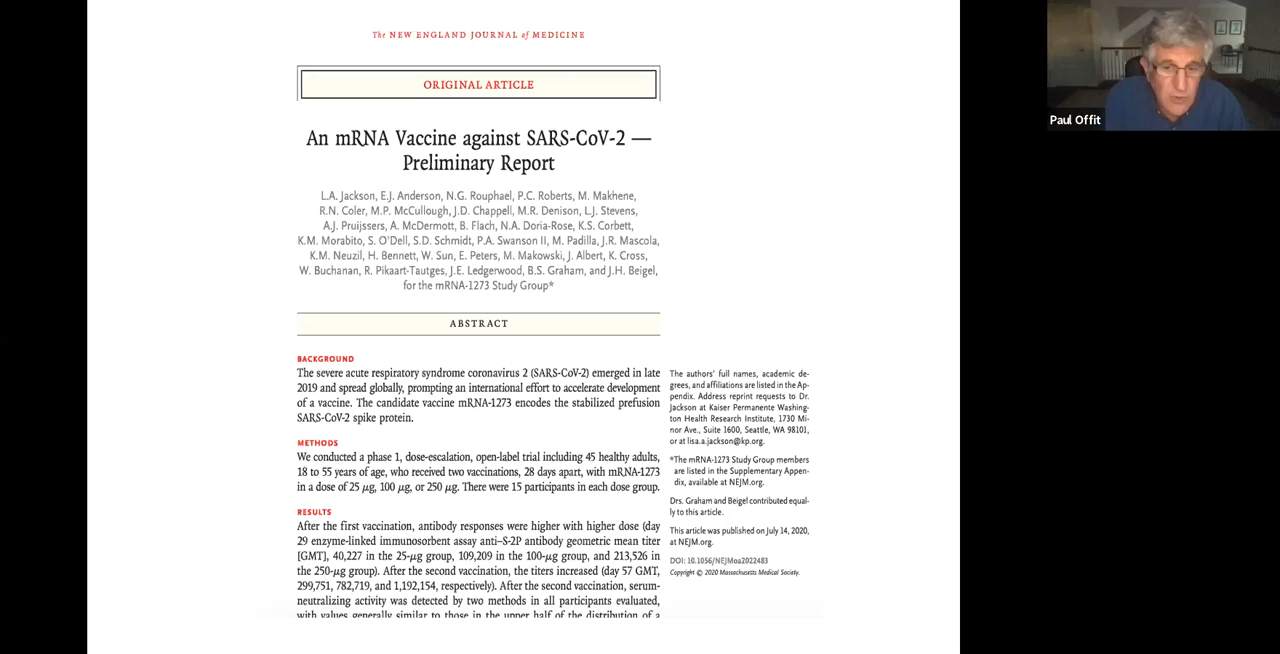 The NEW ENGLAND JOURNAL of MEDICINE
ORIGINAL ARTICLE
An mRNA Vaccine against SARS-CoV-2 —
Preliminary Report
L.A. Jackson, E.J. Anderson, N.G. Rouphael, P.C. Roberts, M. Makhene,
R.N. Coler, M.P. McCullough, J.D. Chappell, M.R. Denison, L.J. Stevens,
A.J. Pruijssers, A. McDermott, B. Flach, N.A. Doria-Rose, K.S. Corbett,
K.M. Morabito, S. O'Dell, S.D. Schmidt, P.A. Swanson II, M. Padilla, J.R. Mascola,
K.M. Neuzil, H. Bennett, W. Sun, E. Peters, M. Makowski, J. Albert, K. Cross,
W. Buchanan, R. Pikaart-Tautges, J.E. Ledgerwood, B.S. Graham, and J.H. Beigel,
for the mRNA-1273 Study Group*
ABSTRACT
BACKGROUND
The severe acute respiratory syndrome coronavirus 2 (SARS-CoV-2) emerged in late
2019 and spread globally, prompting an international effort to accelerate development
of a vaccine. The candidate vaccine mRNA-1273 encodes the stabilized prefusion
SARS-CoV-2 spike protein.
METHODS
We conducted a phase 1, dose-escalation, open-label trial including 45 healthy adults,
18 to 55 years of age, who received two vaccinations, 28 days apart, with mRNA-1273
in a dose of 25 μg, 100 μg, or 250 μg. There were 15 participants in each dose group.
RESULTS
After the first vaccination, antibody responses were higher with higher dose (day
29 enzyme-linked immunosorbent assay anti–S-2P antibody geometric mean titer
[GMT], 40,227 in the 25-μg group, 109,209 in the 100-μg group, and 213,526 in
the 250-μg group). After the second vaccination, the titers increased (day 57 GMT,
299,751, 782,719, and 1,192,154, respectively). After the second vaccination, serum-
neutralizing activity was detected by two methods in all participants evaluated,
with values generally similar to those in the upper half of the distribution of a
The authors' full names, academic de-
grees, and affiliations are listed in the Ap-
pendix. Address reprint requests to Dr.
Jackson at Kaiser Permanente Washing-
ton Health Research Institute, 1730 Mi-
nor Ave., Suite 1600, Seattle, WA 98101,
or at lisa.a.jackson@kp.org.
*The mRNA-1273 Study Group members
are listed in the Supplementary Appen-
dix, available at NEJM.org.
Drs. Graham and Beigel contributed equal-
ly to this article.
This article was published on July 14, 2020,
at NEJM.org.
DOI: 10.1056/NEJMoa2022483
Copyright © 2020 Massachusetts Medical Society.
Paul Offit